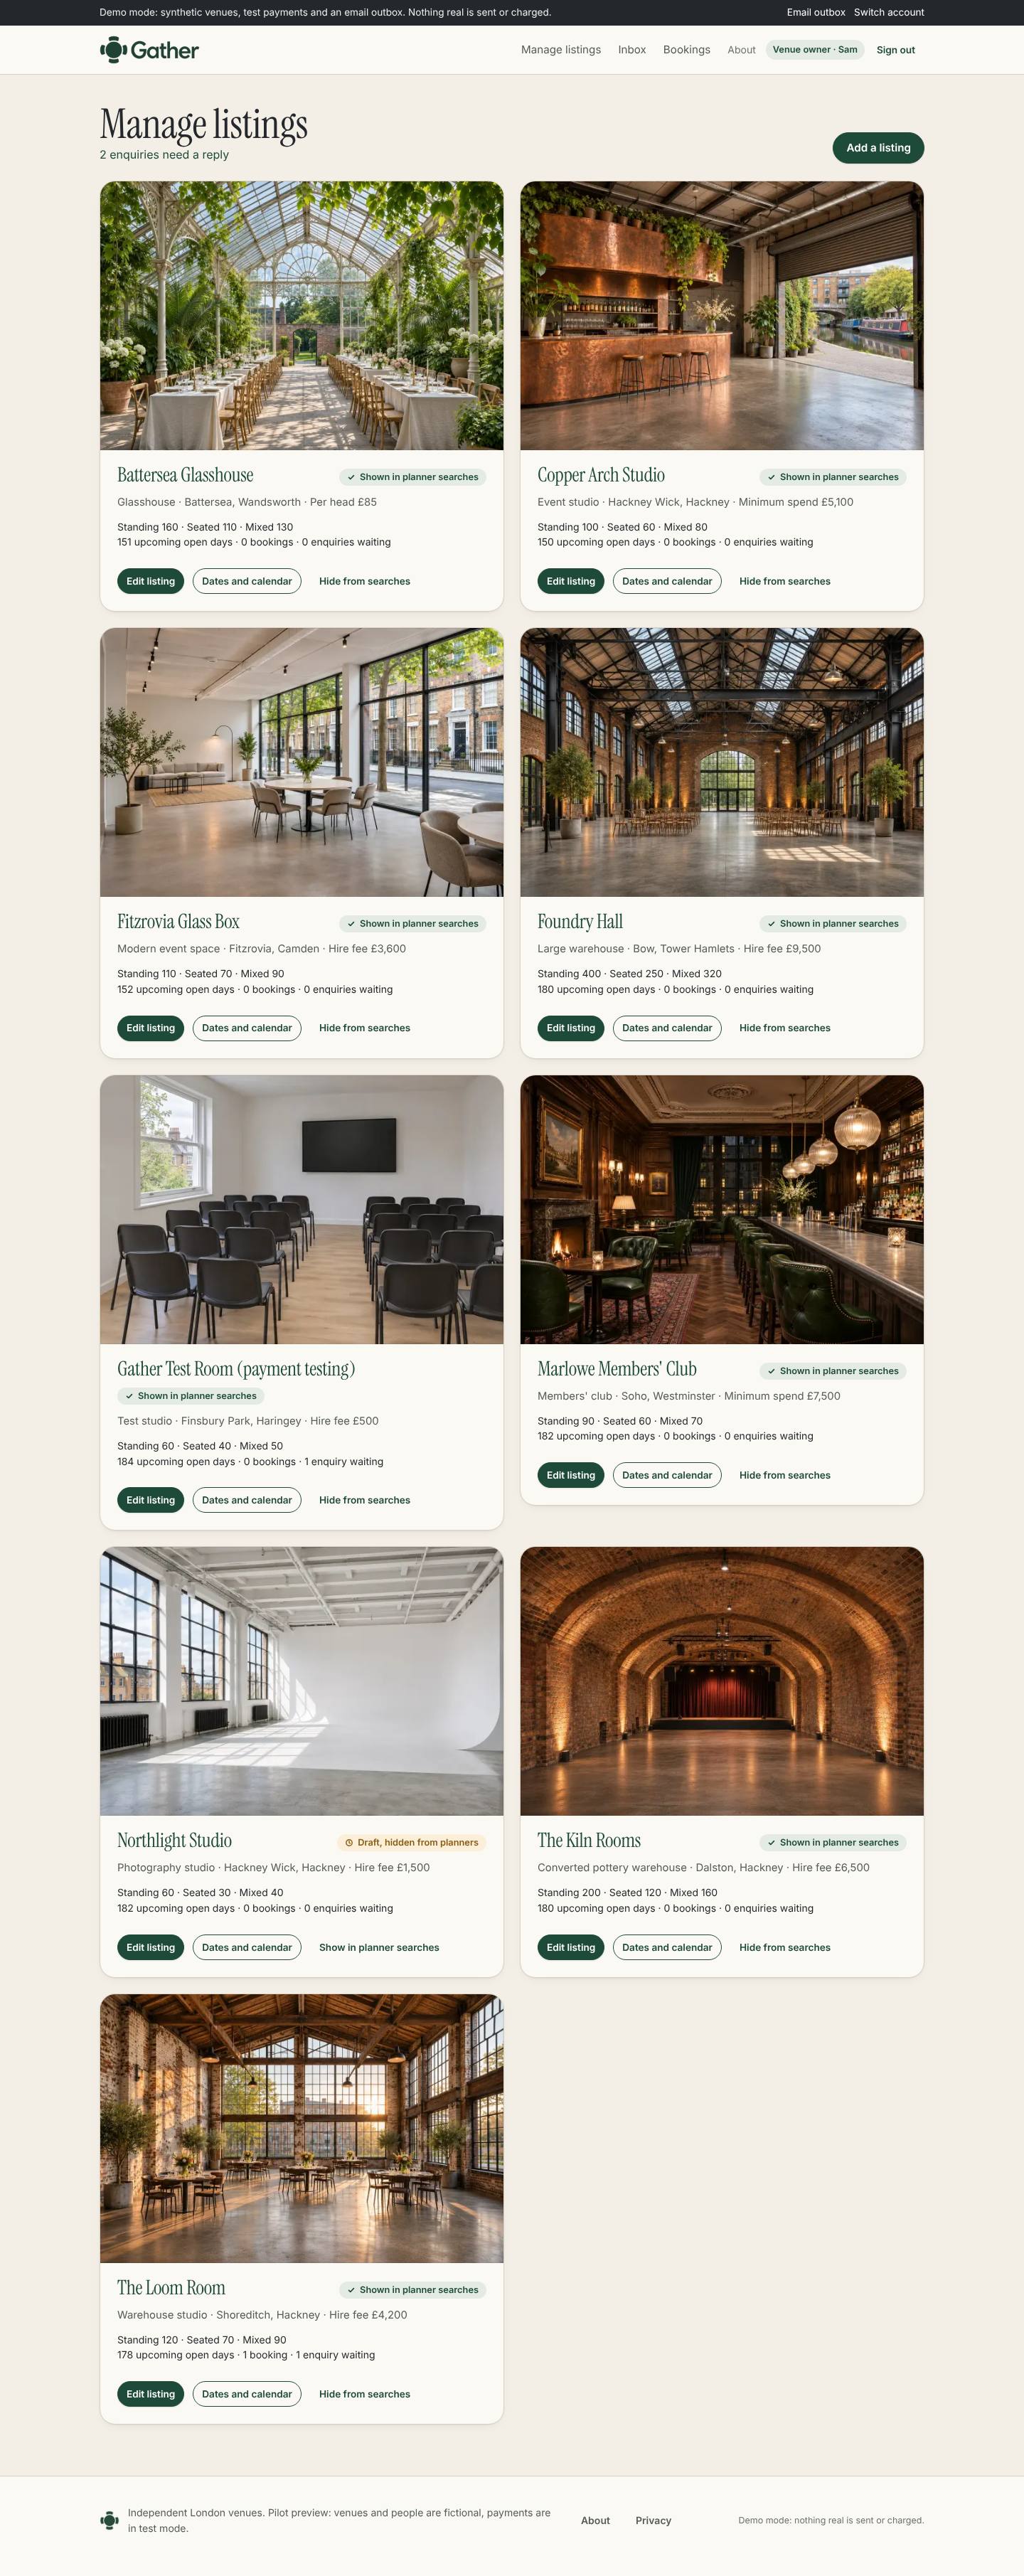 Demo mode: synthetic venues, test payments and an email outbox. Nothing real is sent or charged.
Email outbox
Switch account
Gather
Manage listings
Inbox
Bookings
About
Venue owner · Sam
Sign out
Manage listings
2 enquiries need a reply
Add a listing
Battersea Glasshouse
✓ Shown in planner searches
Glasshouse · Battersea, Wandsworth · Per head £85
Standing 160 · Seated 110 · Mixed 130
151 upcoming open days · 0 bookings · 0 enquiries waiting
Edit listing
Dates and calendar
Hide from searches
Copper Arch Studio
✓ Shown in planner searches
Event studio · Hackney Wick, Hackney · Minimum spend £5,100
Standing 100 · Seated 60 · Mixed 80
150 upcoming open days · 0 bookings · 0 enquiries waiting
Edit listing
Dates and calendar
Hide from searches
Fitzrovia Glass Box
✓ Shown in planner searches
Modern event space · Fitzrovia, Camden · Hire fee £3,600
Standing 110 · Seated 70 · Mixed 90
152 upcoming open days · 0 bookings · 0 enquiries waiting
Edit listing
Dates and calendar
Hide from searches
Foundry Hall
✓ Shown in planner searches
Large warehouse · Bow, Tower Hamlets · Hire fee £9,500
Standing 400 · Seated 250 · Mixed 320
180 upcoming open days · 0 bookings · 0 enquiries waiting
Edit listing
Dates and calendar
Hide from searches
Gather Test Room (payment testing)
✓ Shown in planner searches
Test studio · Finsbury Park, Haringey · Hire fee £500
Standing 60 · Seated 40 · Mixed 50
184 upcoming open days · 0 bookings · 1 enquiry waiting
Edit listing
Dates and calendar
Hide from searches
Marlowe Members' Club
✓ Shown in planner searches
Members' club · Soho, Westminster · Minimum spend £7,500
Standing 90 · Seated 60 · Mixed 70
182 upcoming open days · 0 bookings · 0 enquiries waiting
Edit listing
Dates and calendar
Hide from searches
Northlight Studio
Draft, hidden from planners
Photography studio · Hackney Wick, Hackney · Hire fee £1,500
Standing 60 · Seated 30 · Mixed 40
182 upcoming open days · 0 bookings · 0 enquiries waiting
Edit listing
Dates and calendar
Show in planner searches
The Kiln Rooms
✓ Shown in planner searches
Converted pottery warehouse · Dalston, Hackney · Hire fee £6,500
Standing 200 · Seated 120 · Mixed 160
180 upcoming open days · 0 bookings · 0 enquiries waiting
Edit listing
Dates and calendar
Hide from searches
The Loom Room
✓ Shown in planner searches
Warehouse studio · Shoreditch, Hackney · Hire fee £4,200
Standing 120 · Seated 70 · Mixed 90
178 upcoming open days · 1 booking · 1 enquiry waiting
Edit listing
Dates and calendar
Hide from searches
Independent London venues. Pilot preview: venues and people are fictional, payments are
in test mode.
About
Privacy
Demo mode: nothing real is sent or charged.